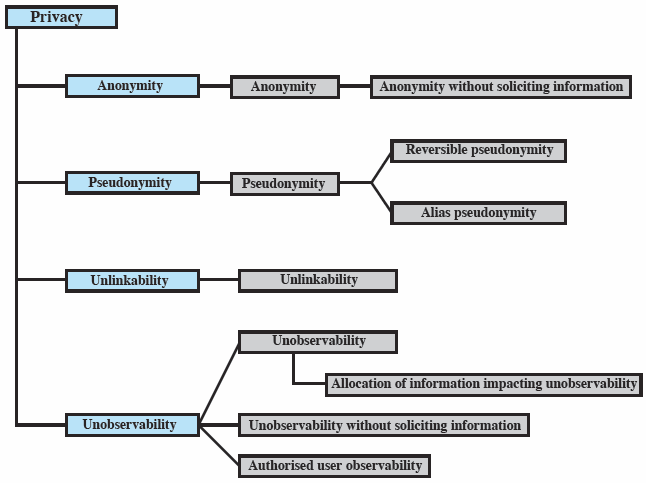 Privacy
Anonymity
Anonymity
Anonymity without soliciting information
Pseudonymity
Pseudonymity
Reversible pseudonymity
Alias pseudonymity
Unlinkability
Unlinkability
Unobservability
Unobservability
Allocation of information impacting unobservability
Unobservability without soliciting information
Authorised user observability